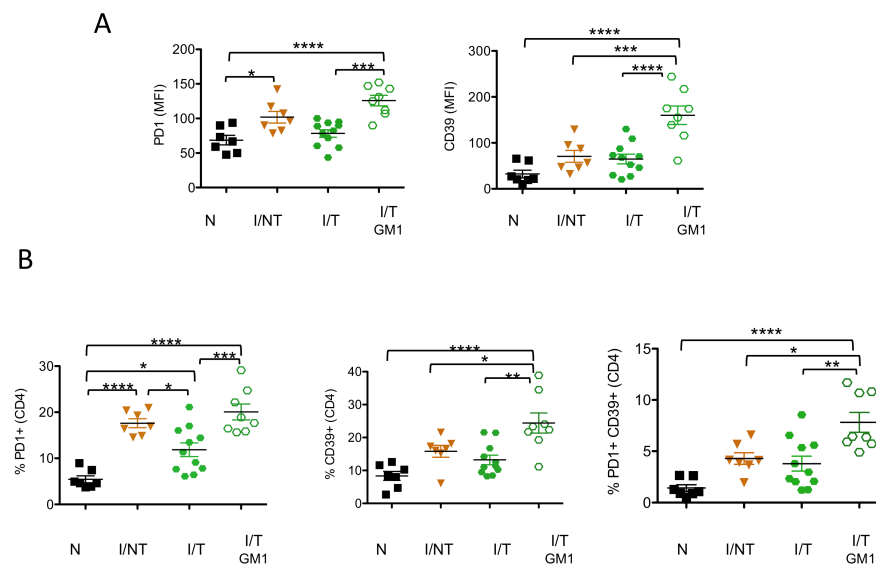 A
****
***
*
PD1 (MFI)
200
150
100
50
0
N
I/NT
I/T
I/T
GM1
****
***
****
CD39 (MFI)
300
200
100
0
N
I/NT
I/T
I/T
GM1
B
****
***
*
****
*
% PD1+ (CD4)
30
20
10
0
N
I/NT
I/T
I/T
GM1
****
*
**
% CD39+ (CD4)
40
30
20
10
0
N
I/NT
I/T
I/T
GM1
****
*
**
% PD1+ CD39+ (CD4)
15
10
5
0
N
I/NT
I/T
I/T
GM1